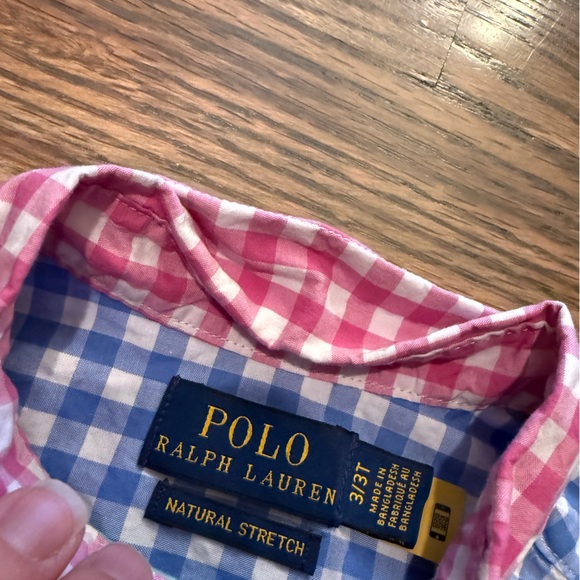 POLO
RALPH LAUREN
NATURAL STRETCH
3/3T
MADE IN
BANGLADESH
FABRIQUÉ AU
BANGLADESH